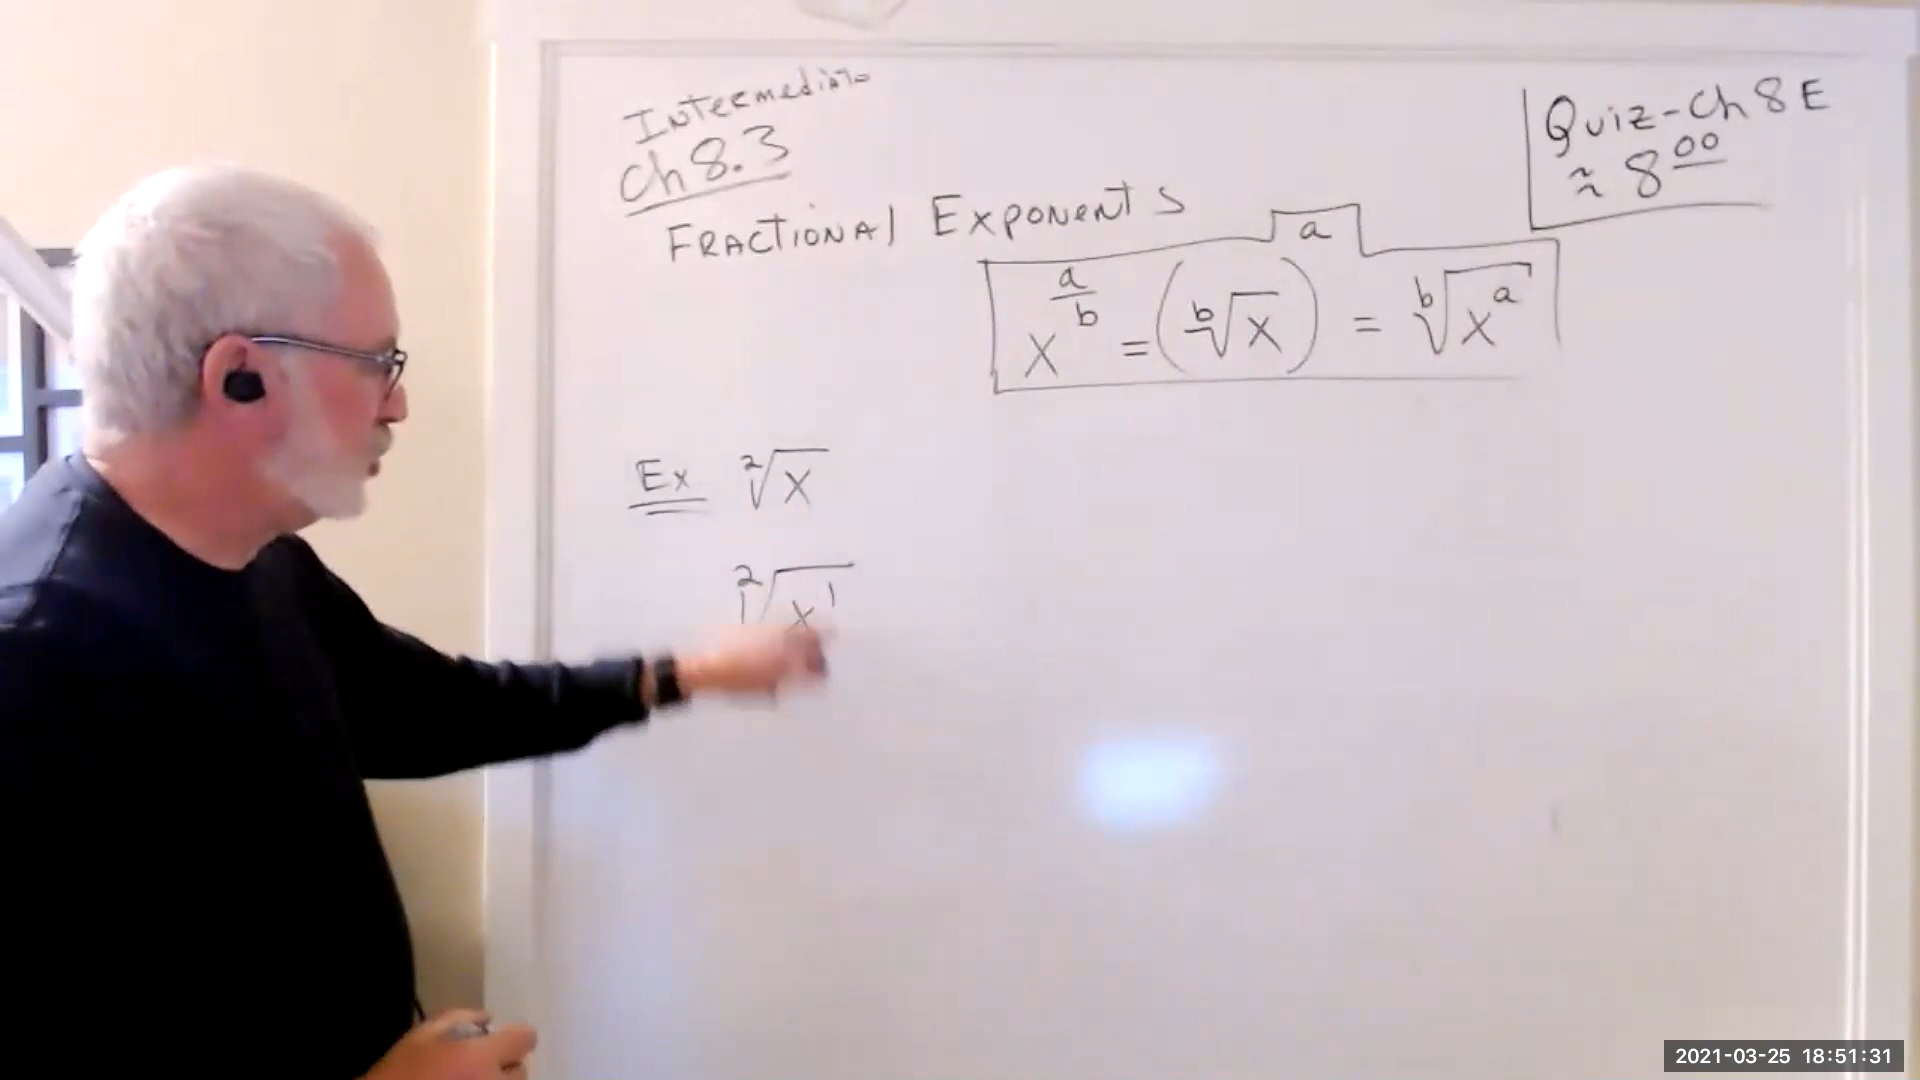 Intermediate
Ch 8.3
Quiz-Ch 8 E
≈ 8 00
FRACTIONAL EXPONENTS
x^(a/b) = (ᵇ√x)^a = ᵇ√(x^a)
Ex ²√x
²√(x¹)
2021-03-25 18:51:31